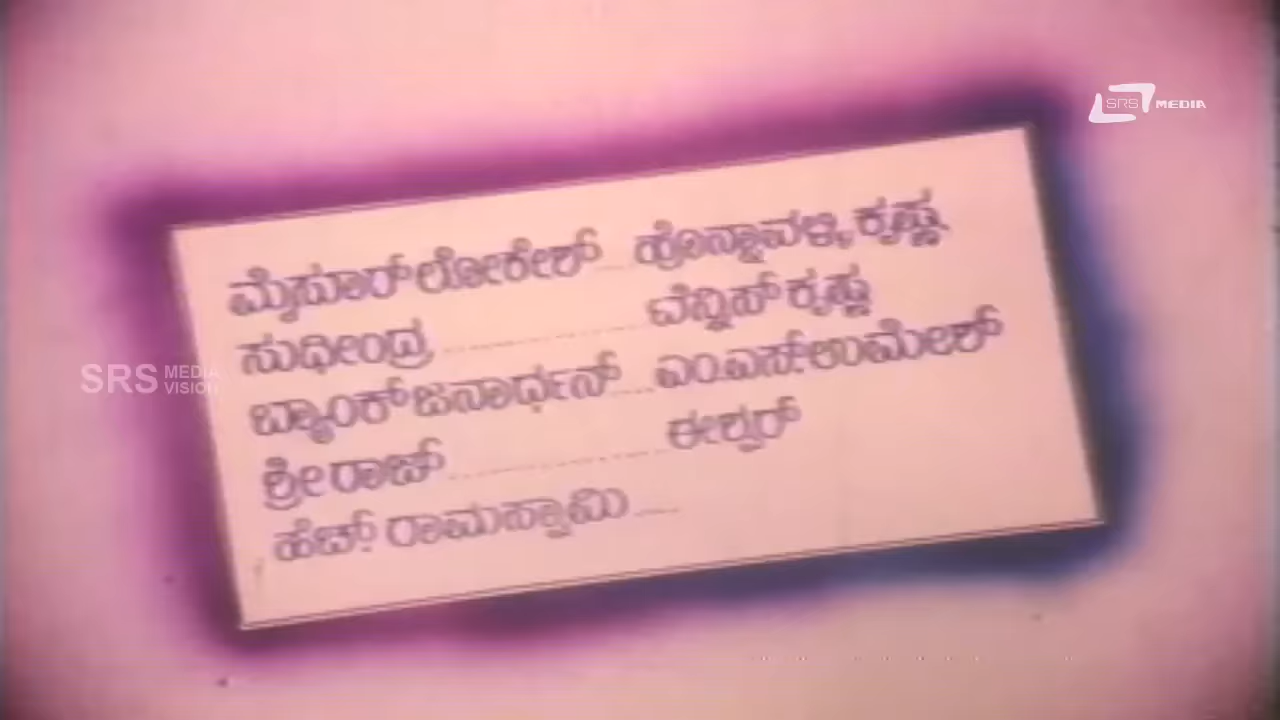 SRS MEDIA
ಮೈಸೂರ್ ಲೋಕೇಶ್ ... ಹೊನ್ನಾವಳ್ಳಿ ಕೃಷ್ಣ
ಸುಧೀಂದ್ರ ........... ವೆನ್ನಿಸ್ ಕೃಷ್ಣ
ಬ್ಯಾಂಕ್ ಜನಾರ್ಧನ್ .... ಎಂ.ಎಸ್.ಉಮೇಶ್
ಶ್ರೀರಾಜ್ ........... ಈಶ್ವರ್
ಹೆಚ್. ರಾಮಸ್ವಾಮಿ ....
SRS MEDIA VISION